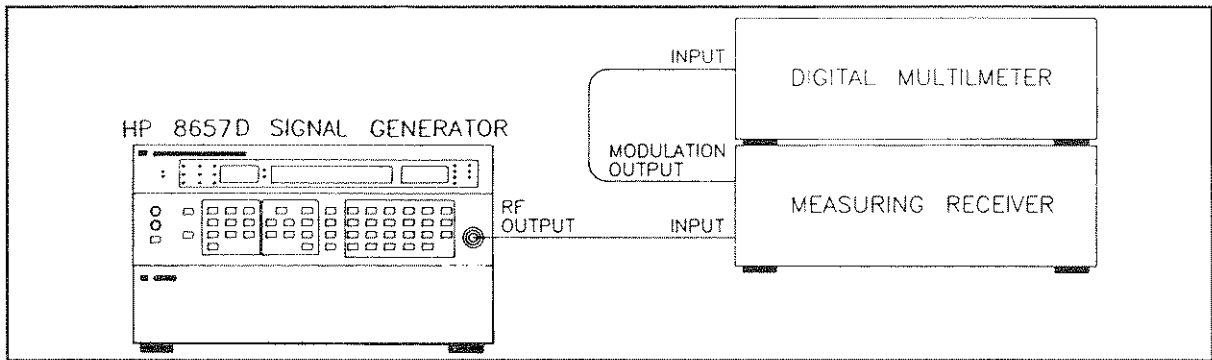 INPUT
DIGITAL MULTILMETER
HP 8657D SIGNAL GENERATOR
MODULATION
OUTPUT
MEASURING RECEIVER
RF
OUTPUT
INPUT